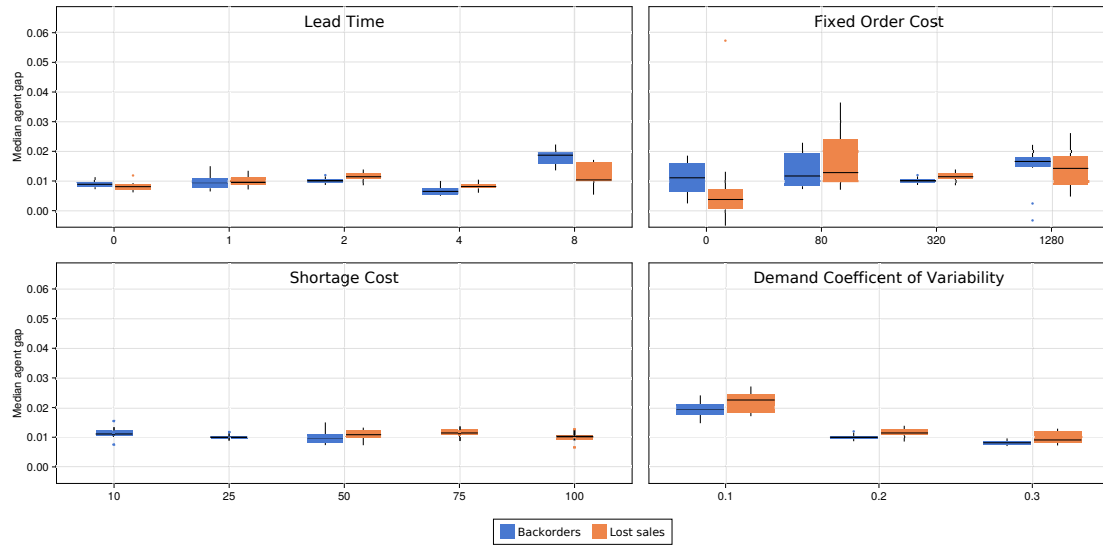 Lead Time
Fixed Order Cost
Median agent gap
0.06
0.05
0.04
0.03
0.02
0.01
0.00
0 1 2 4 8
0 80 320 1280
Shortage Cost
Demand Coefficent of Variability
Median agent gap
0.06
0.05
0.04
0.03
0.02
0.01
0.00
10 25 50 75 100
0.1 0.2 0.3
Backorders Lost sales